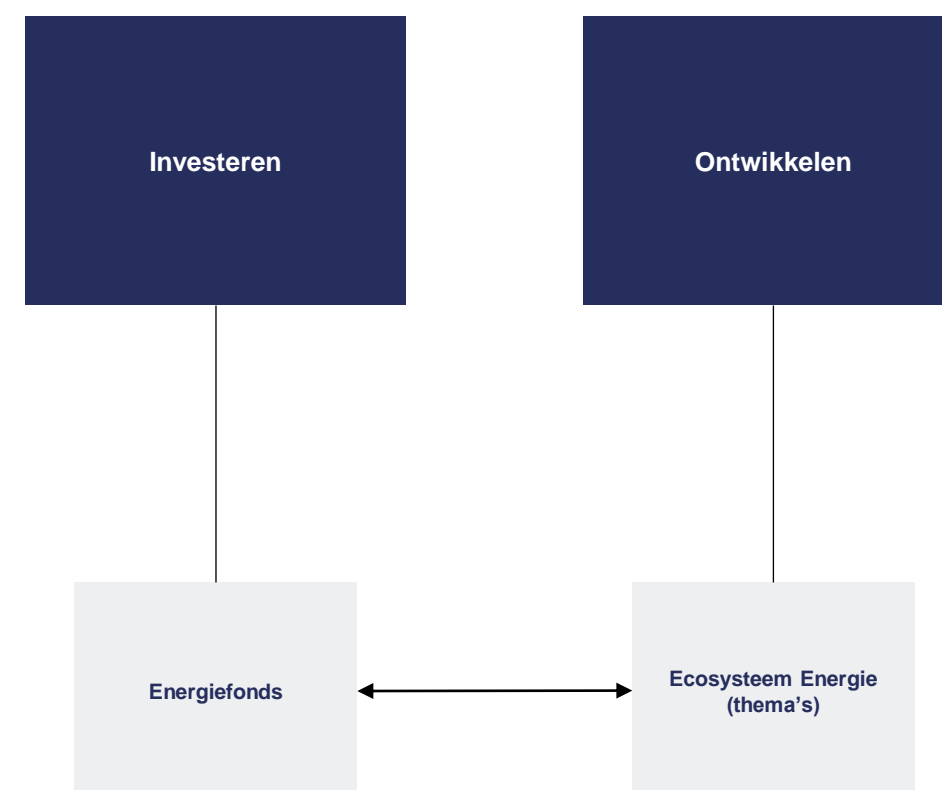 Investeren
Ontwikkelen
Energiefonds
Ecosysteem Energie
(thema’s)